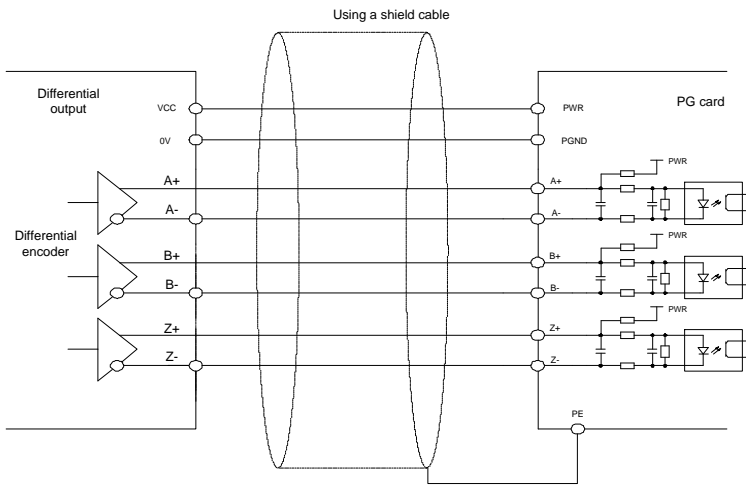 Using a shield cable
Differential
output
PG card
VCC
PWR
0V
PGND
PWR
A+
A+
A-
A-
Differential
encoder
PWR
B+
B+
B-
B-
PWR
Z+
Z+
Z-
Z-
PE